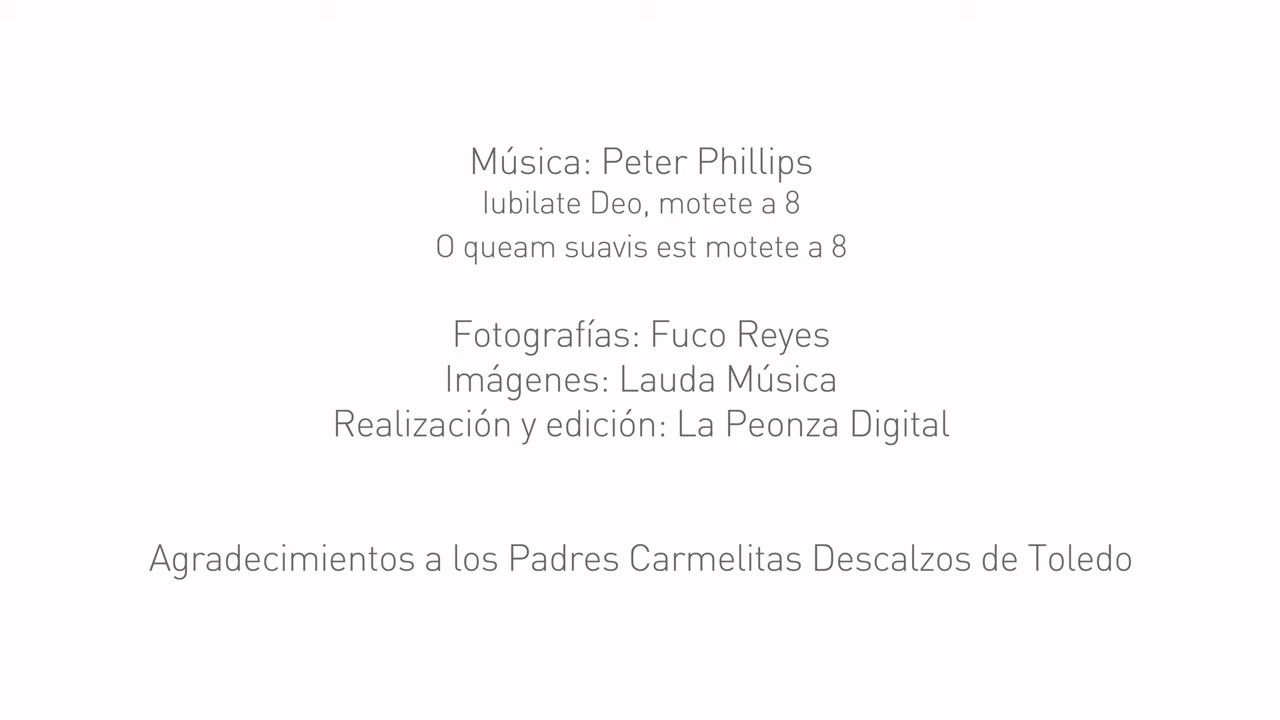 Música: Peter Phillips
Iubilate Deo, motete a 8
O queam suavis est motete a 8
Fotografías: Fuco Reyes
Imágenes: Lauda Música
Realización y edición: La Peonza Digital
Agradecimientos a los Padres Carmelitas Descalzos de Toledo